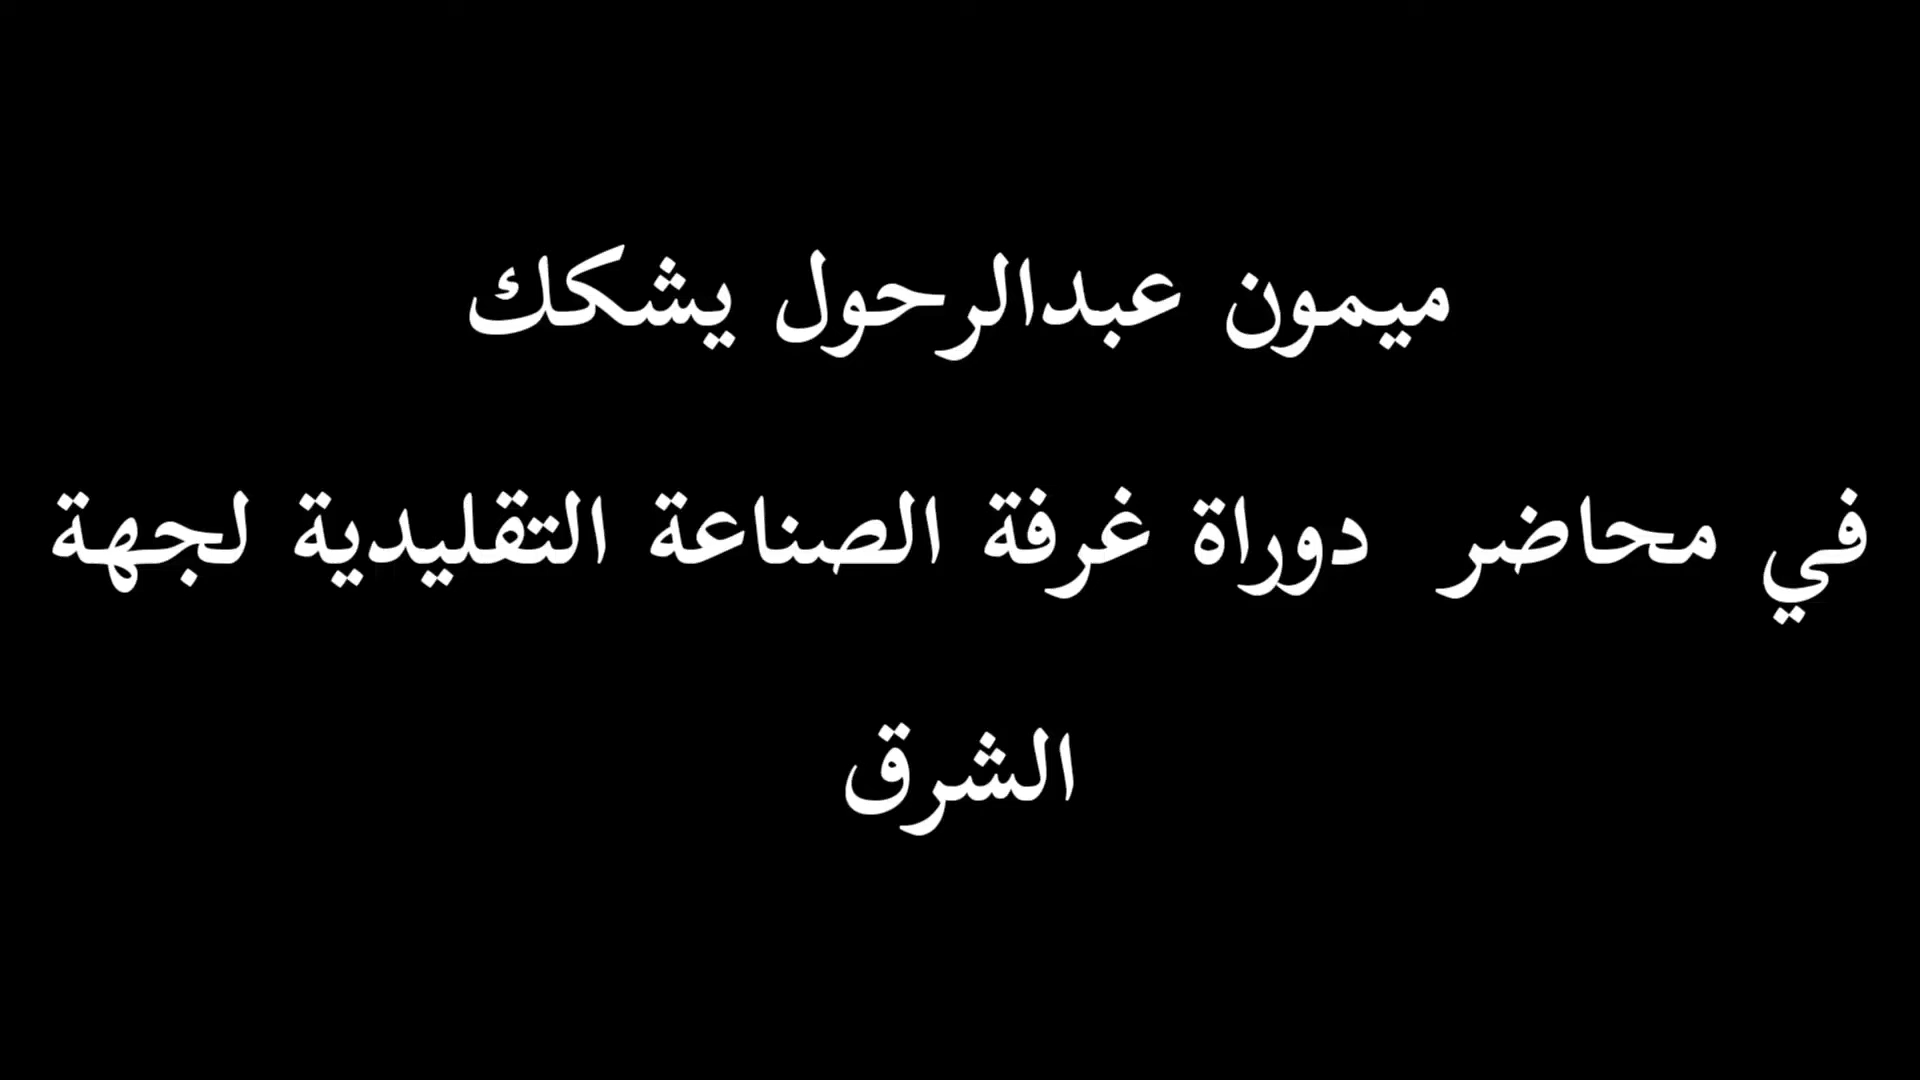 ميمون عبدالرحول يشكك
في محاضر  دوراة غرفة الصناعة التقليدية لجهة
الشرق